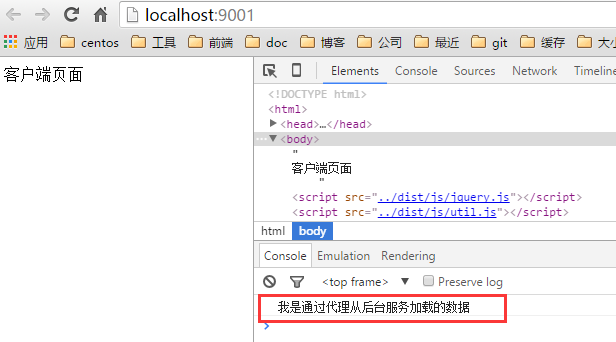 localhost:9001
应用 centos 工具 前端 doc 博客 公司 最近 git 缓存 大小
客户端页面
Elements Console Sources Network Timeline
<!DOCTYPE html>
<html>
<head>…</head>
<body>
"
客户端页面
"
<script src="../dist/js/jquery.js"></script>
<script src="../dist/js/util.js"></script>
html body
Console Emulation Rendering
<top frame> Preserve log
我是通过代理从后台服务加载的数据